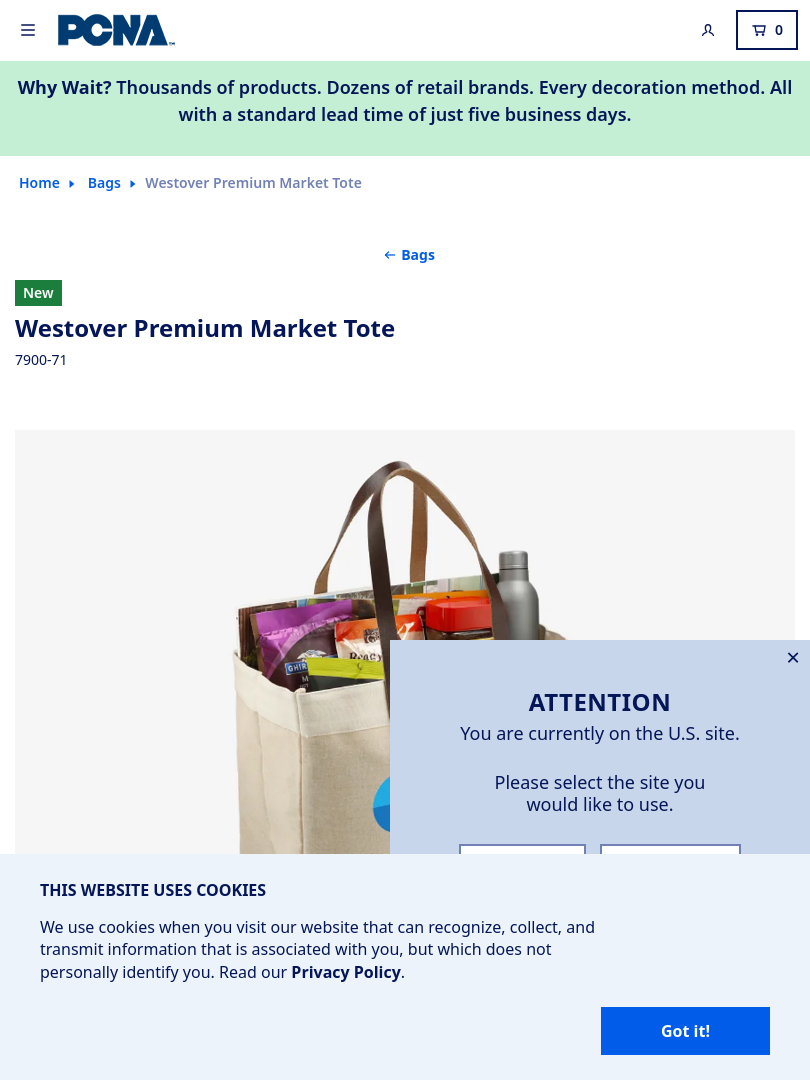 PCNA
0
Why Wait? Thousands of products. Dozens of retail brands. Every decoration method. All
with a standard lead time of just five business days.
Home
Bags
Westover Premium Market Tote
← Bags
New
Westover Premium Market Tote
7900-71
GHIR
ATTENTION
You are currently on the U.S. site.
Please select the site you
would like to use.
THIS WEBSITE USES COOKIES
We use cookies when you visit our website that can recognize, collect, and
transmit information that is associated with you, but which does not
personally identify you. Read our Privacy Policy.
Got it!